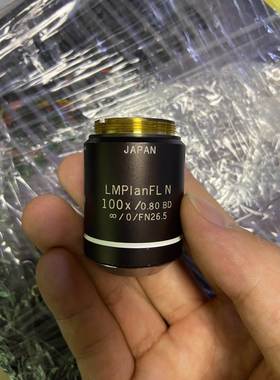 JAPAN
LMPlanFL N
100x/0.80 BD
∞/0/FN26.5